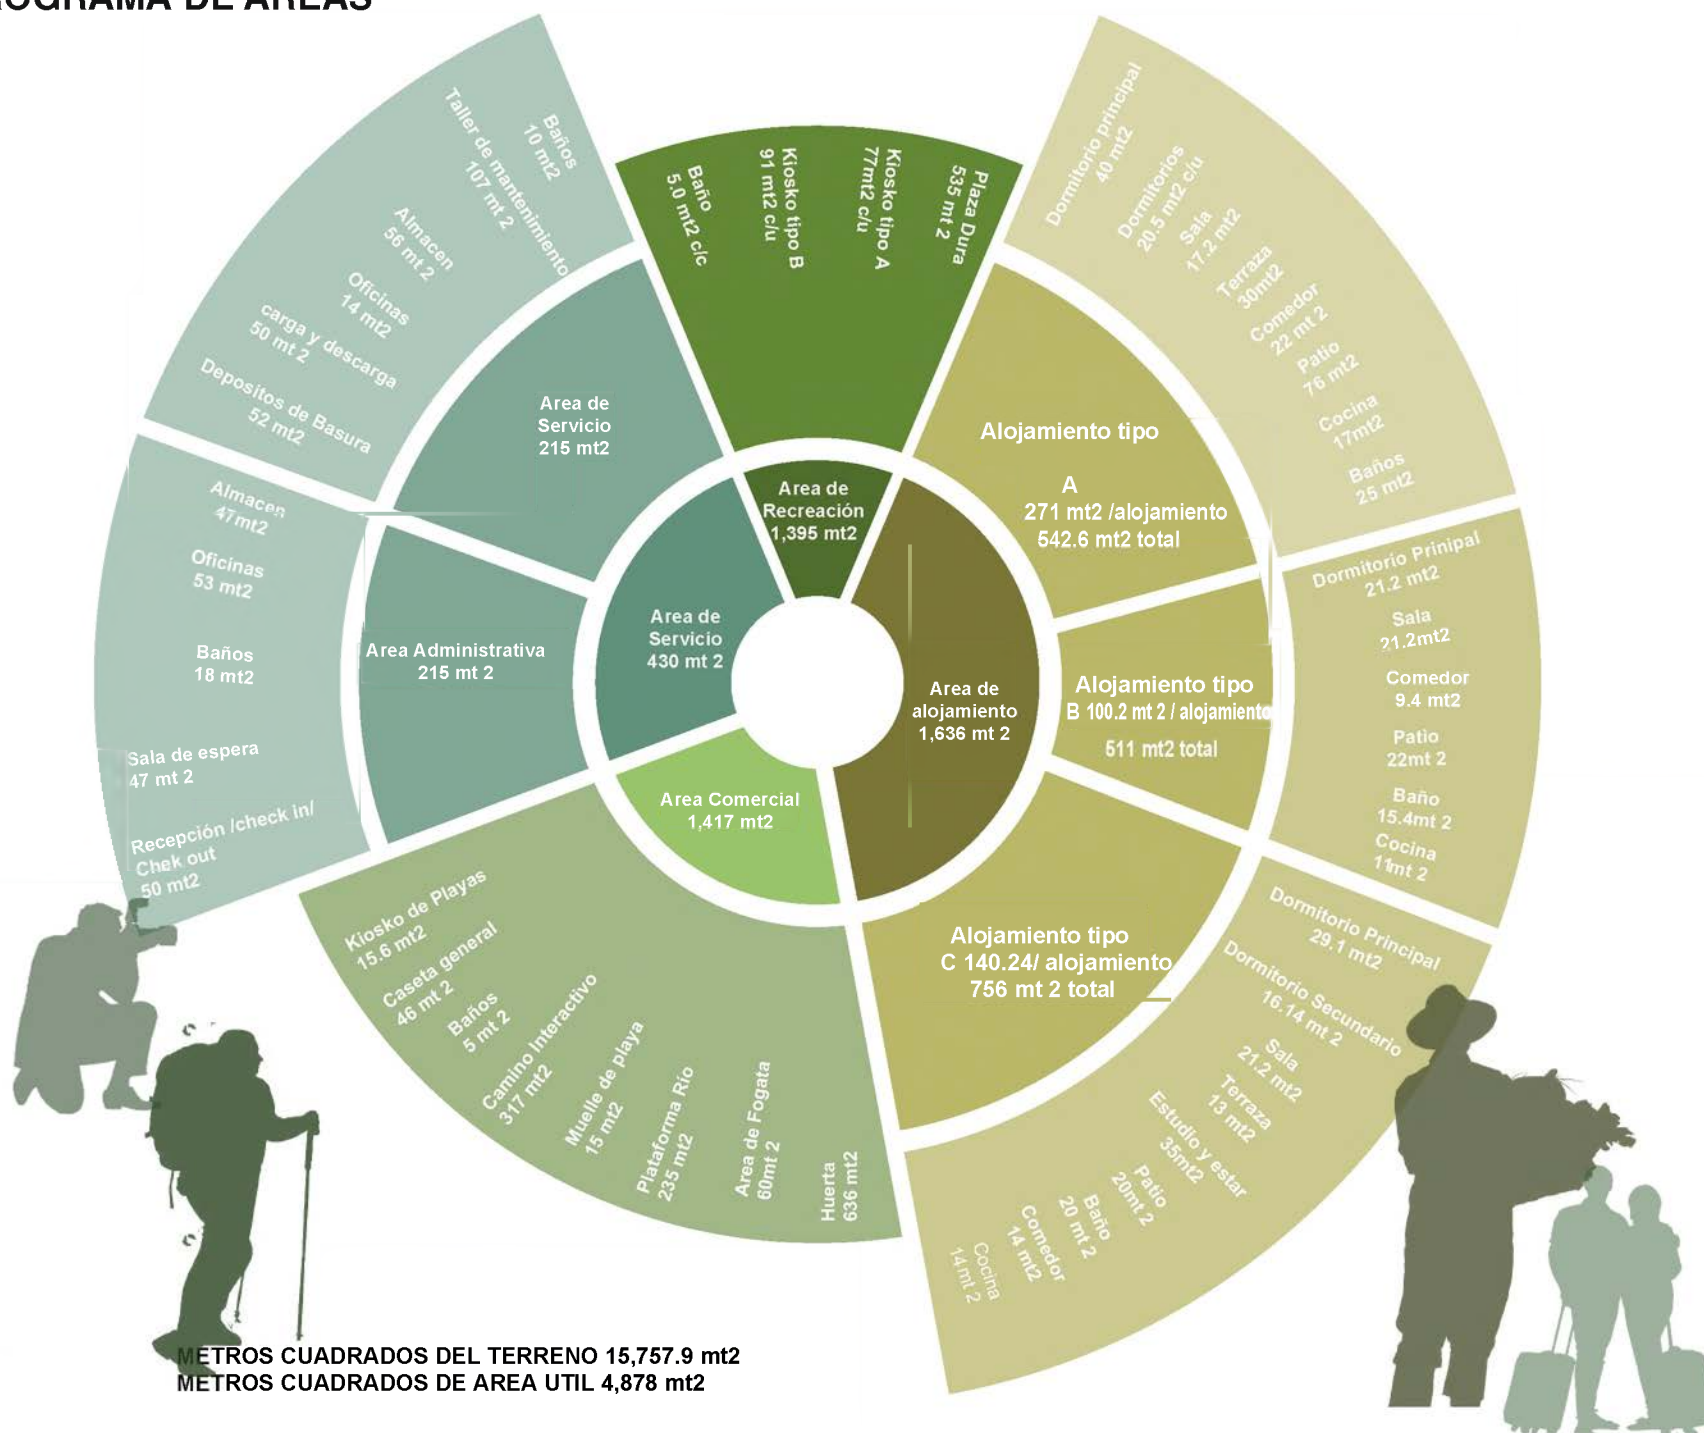 ROGRAMA DE AREAS
Baños
10 mt2
Taller de mantenimiento
107 mt 2
Almacen
56 mt 2
Oficinas
14 mt2
carga y descarga
50 mt 2
Depositos de Basura
52 mt2
Baño
5.0 mt2 c/c
Kiosko tipo B
91 mt2 c/u
Kiosko tipo A
77mt2 c/u
Plaza Dura
535 mt 2
Dormitorio principal
40 mt2
Dormitorios
20.5 mt2 c/u
Sala
17.2 mt2
Terraza
30mt2
Comedor
22 mt 2
Patio
76 mt2
Cocina
17mt2
Baños
25 mt2
Area de
Servicio
215 mt2
Alojamiento tipo
A
271 mt2 /alojamiento
542.6 mt2 total
Area de
Recreación
1,395 mt2
Almacen
47mt2
Oficinas
53 mt2
Baños
18 mt2
Sala de espera
47 mt 2
Recepción /check in/
Chek out
50 mt2
Area Administrativa
215 mt 2
Area de
Servicio
430 mt 2
Area de
alojamiento
1,636 mt 2
Alojamiento tipo
B 100.2 mt 2 / alojamiento
511 mt2 total
Dormitorio Prinipal
21.2 mt2
Sala
21.2mt2
Comedor
9.4 mt2
Patio
22mt 2
Baño
15.4mt 2
Cocina
11mt 2
Area Comercial
1,417 mt2
Kiosko de Playas
15.6 mt2
Caseta general
46 mt 2
Baños
5 mt 2
Camino Interactivo
317 mt2
Muelle de playa
15 mt2
Plataforma Rio
235 mt2
Area de Fogata
60mt 2
Huerta
636 mt2
Alojamiento tipo
C 140.24/ alojamiento
756 mt 2 total
Dormitorio Principal
29.1 mt2
Dormitorio Secundario
16.14 mt 2
Sala
21.2 mt2
Terraza
13 mt2
Estudio y estar
35mt2
Patio
20mt 2
Baño
20 mt 2
Comedor
14 mt2
Cocina
14mt 2
METROS CUADRADOS DEL TERRENO 15,757.9 mt2
METROS CUADRADOS DE AREA UTIL 4,878 mt2